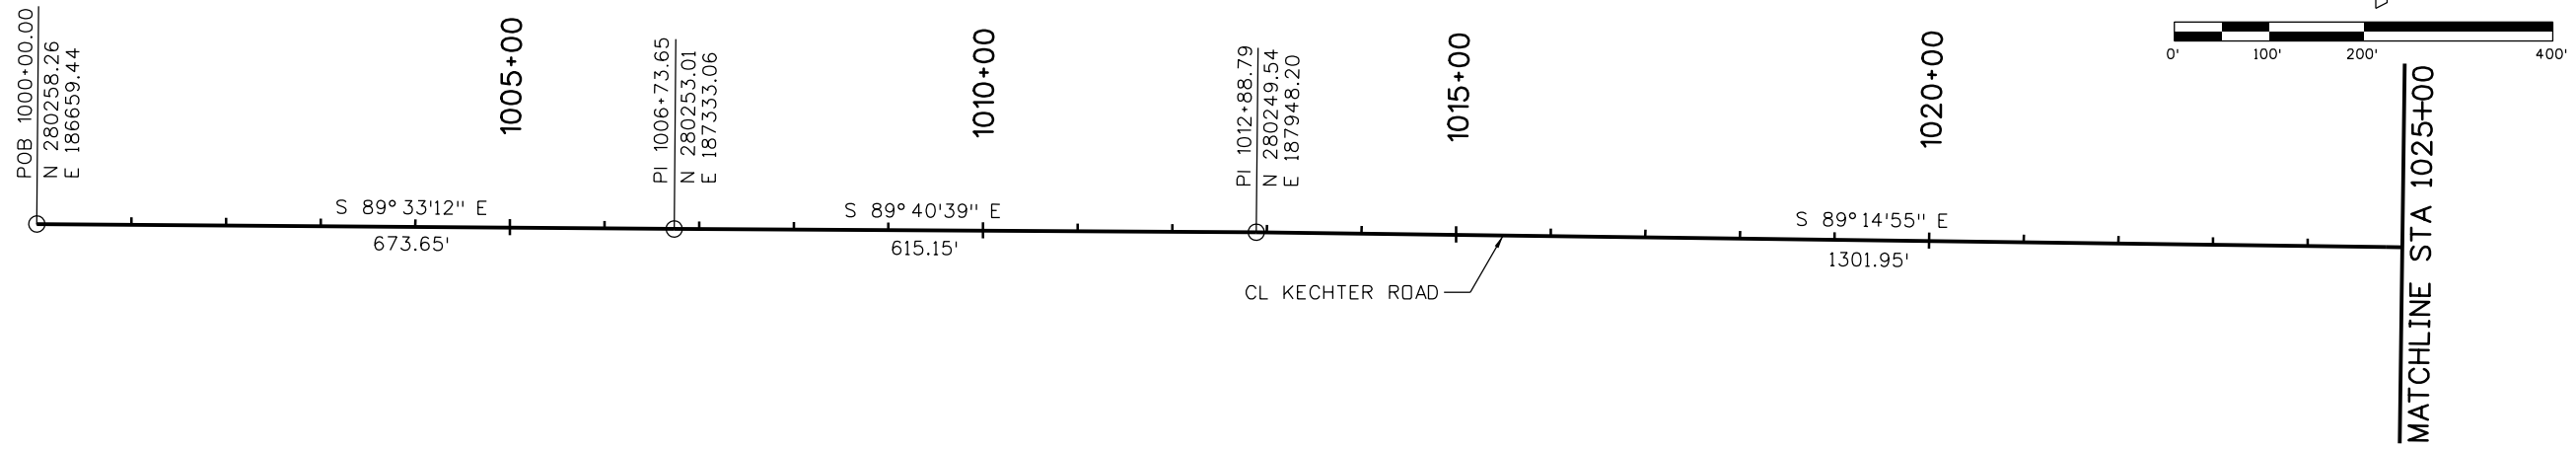 POB 1000+00.00
N 280258.26
E 186659.44
1005+00
PI 1006+73.65
N 280253.01
E 187333.06
1010+00
PI 1012+88.79
N 280249.54
E 187948.20
1015+00
1020+00
0' 100' 200' 400'
MATCHLINE STA 1025+00
S 89°33'12" E
673.65'
S 89°40'39" E
615.15'
S 89°14'55" E
1301.95'
CL KECHTER ROAD